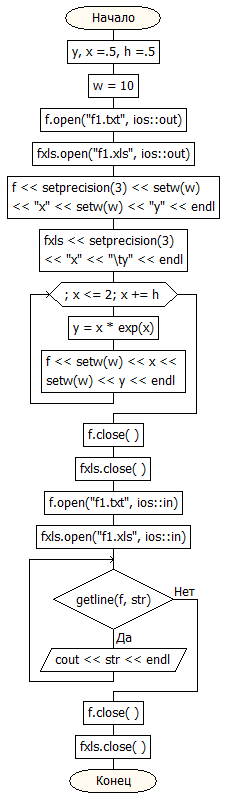 Начало
y, x =.5, h =.5
w = 10
f.open("f1.txt", ios::out)
fxls.open("f1.xls", ios::out)
f << setprecision(3) << setw(w)
<< "x" << setw(w) << "y" << endl
fxls << setprecision(3)
<< "x" << "\ty" << endl
; x <= 2; x += h
y = x * exp(x)
f << setw(w) << x <<
setw(w) << y << endl
f.close( )
fxls.close( )
f.open("f1.txt", ios::in)
fxls.open("f1.xls", ios::in)
getline(f, str)
Нет
Да
cout << str << endl
f.close( )
fxls.close( )
Конец